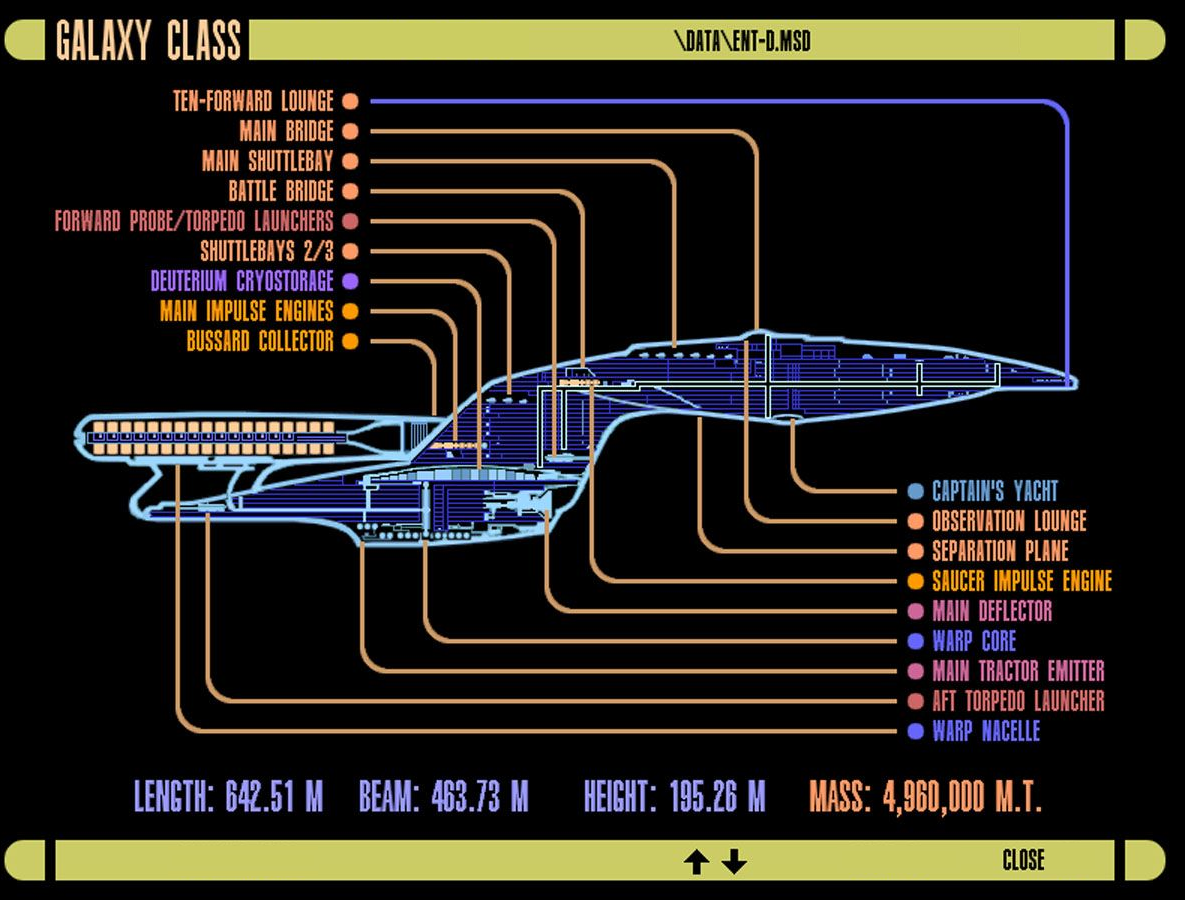 GALAXY CLASS
\DATA\ENT-D.MSD
TEN-FORWARD LOUNGE
MAIN BRIDGE
MAIN SHUTTLEBAY
BATTLE BRIDGE
FORWARD PROBE/TORPEDO LAUNCHERS
SHUTTLEBAYS 2/3
DEUTERIUM CRYOSTORAGE
MAIN IMPULSE ENGINES
BUSSARD COLLECTOR
CAPTAIN'S YACHT
OBSERVATION LOUNGE
SEPARATION PLANE
SAUCER IMPULSE ENGINE
MAIN DEFLECTOR
WARP CORE
MAIN TRACTOR EMITTER
AFT TORPEDO LAUNCHER
WARP NACELLE
LENGTH: 642.51 M BEAM: 463.73 M HEIGHT: 195.26 M MASS: 4,960,000 M.T.
CLOSE